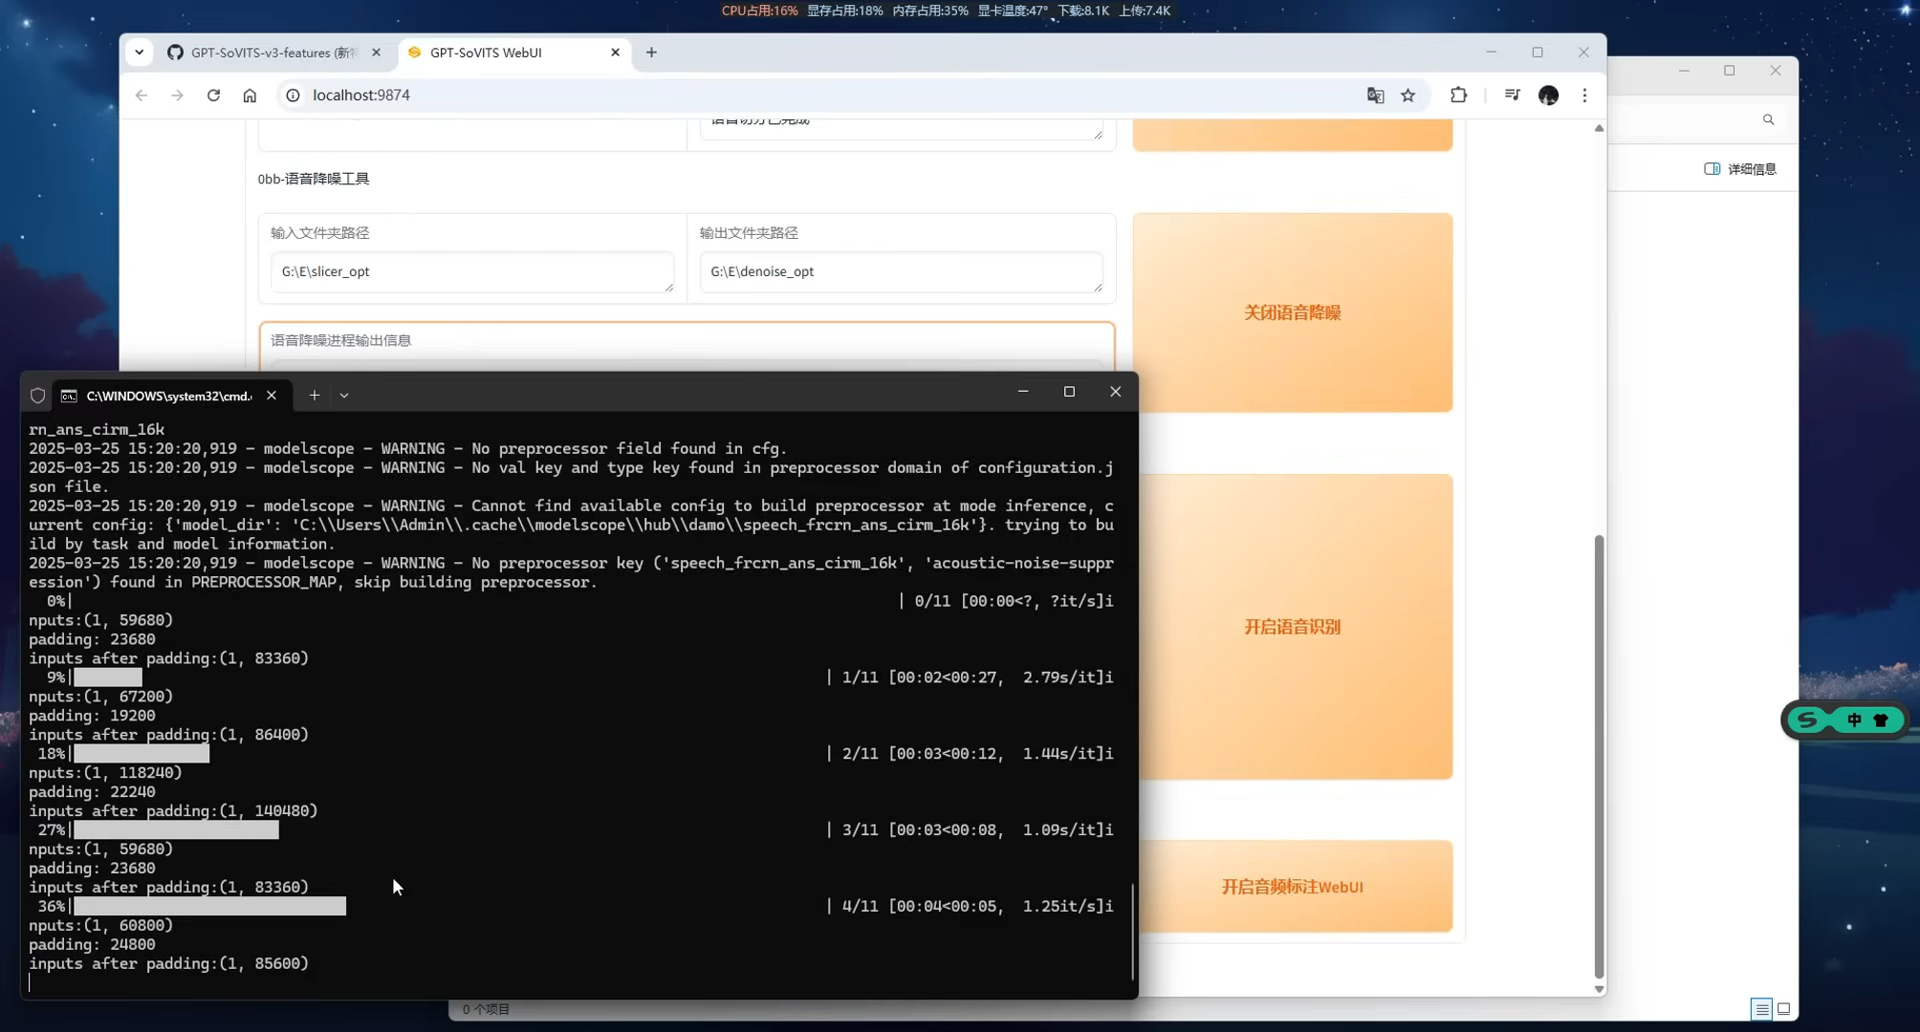 CPU占用:16% 显存占用:18% 内存占用:35% 显卡温度:47° 下载:8.1K 上传:7.4K
GPT-SoVITS-v3-features (新特
GPT-SoVITS WebUI
localhost:9874
详细信息
语音切分已完成
0bb-语音降噪工具
输入文件夹路径
输出文件夹路径
G:\E\slicer_opt
G:\E\denoise_opt
关闭语音降噪
语音降噪进程输出信息
C:\WINDOWS\system32\cmd.
rn_ans_cirm_16k
2025-03-25 15:20:20,919 - modelscope - WARNING - No preprocessor field found in cfg.
2025-03-25 15:20:20,919 - modelscope - WARNING - No val key and type key found in preprocessor domain of configuration.j
son file.
2025-03-25 15:20:20,919 - modelscope - WARNING - Cannot find available config to build preprocessor at mode inference, c
urrent config: {'model_dir': 'C:\\Users\\Admin\\.cache\\modelscope\\hub\\damo\\speech_frcrn_ans_cirm_16k'}. trying to bu
ild by task and model information.
2025-03-25 15:20:20,919 - modelscope - WARNING - No preprocessor key ('speech_frcrn_ans_cirm_16k', 'acoustic-noise-suppr
ession') found in PREPROCESSOR_MAP, skip building preprocessor.
0%| | 0/11 [00:00<?, ?it/s]i
nputs:(1, 59680)
padding: 23680
inputs after padding:(1, 83360)
9%| | 1/11 [00:02<00:27, 2.79s/it]i
nputs:(1, 67200)
padding: 19200
inputs after padding:(1, 86400)
18%| | 2/11 [00:03<00:12, 1.44s/it]i
nputs:(1, 118240)
padding: 22240
inputs after padding:(1, 140480)
27%| | 3/11 [00:03<00:08, 1.09s/it]i
nputs:(1, 59680)
padding: 23680
inputs after padding:(1, 83360)
36%| | 4/11 [00:04<00:05, 1.25it/s]i
nputs:(1, 60800)
padding: 24800
inputs after padding:(1, 85600)
开启语音识别
开启音频标注WebUI
中
0 个项目